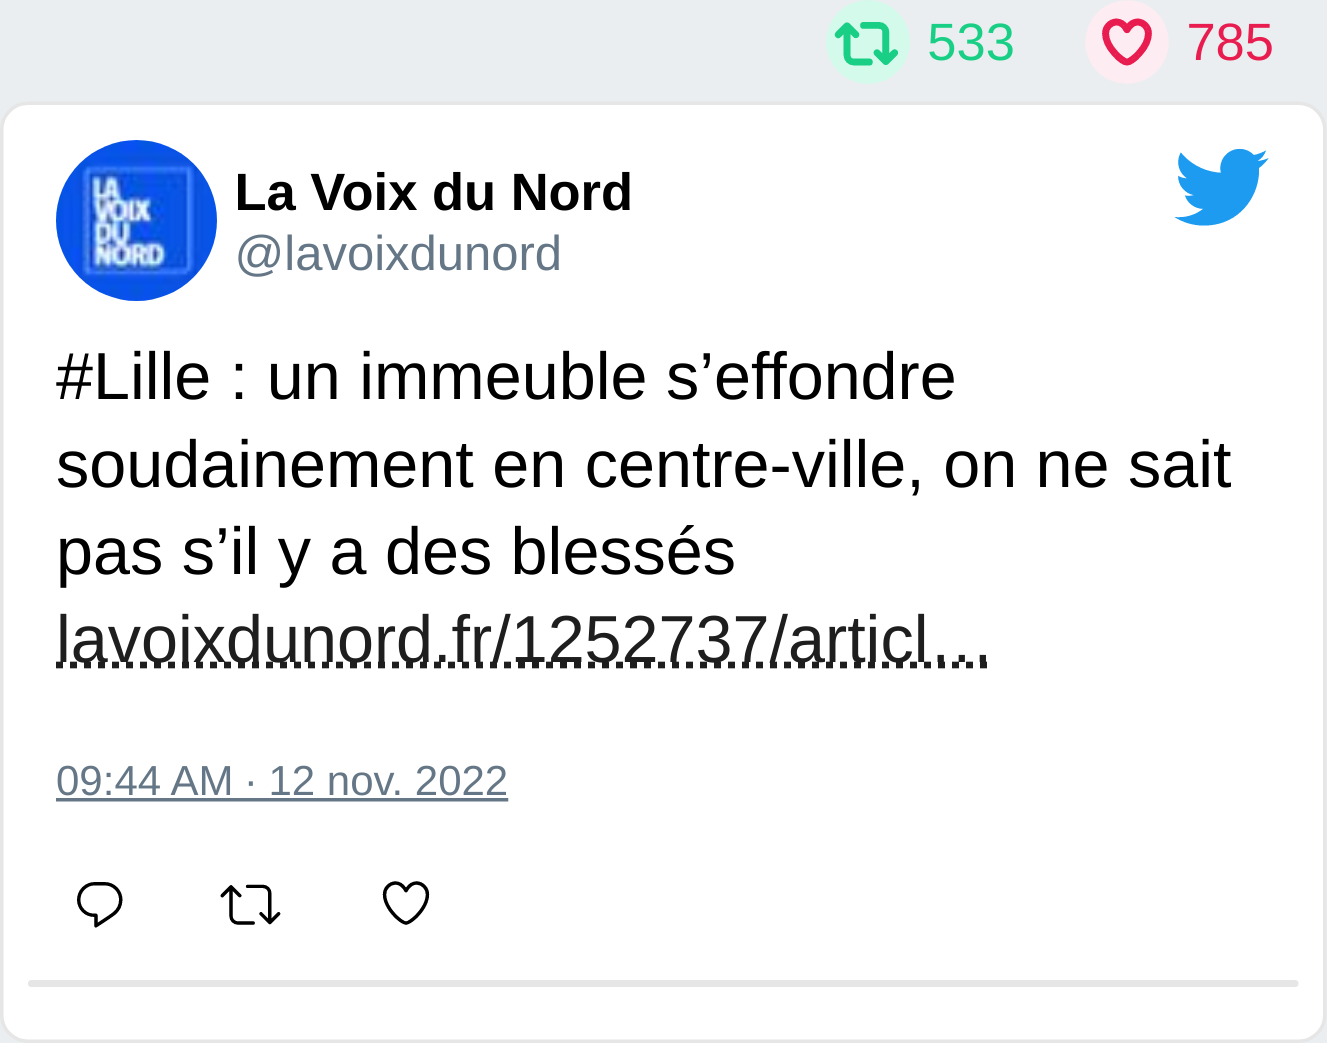 533 785
LA
VOIX
DU
NORD
La Voix du Nord
@lavoixdunord
#Lille : un immeuble s’effondre
soudainement en centre-ville, on ne sait
pas s’il y a des blessés
lavoixdunord.fr/1252737/articl…
09:44 AM · 12 nov. 2022